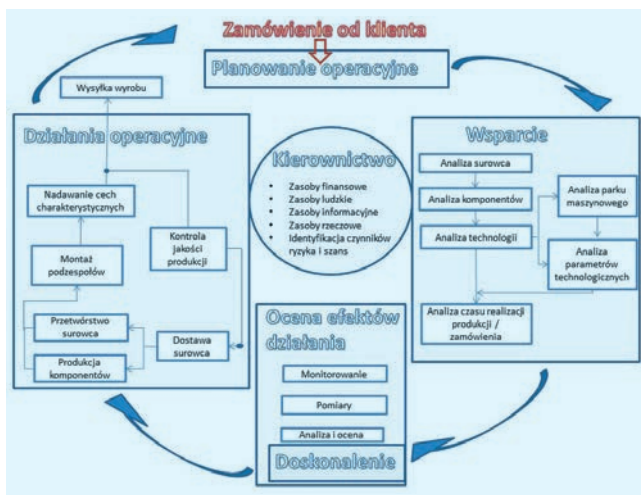 Zamówienie od klienta
Planowanie operacyjne
Wysyłka wyrobu
Działania operacyjne
Nadawanie cech
charakterystycznych
Montaż
podzespołów
Kontrola
jakości
produkcji
Przetwórstwo
surowca
Produkcja
komponentów
Dostawa
surowca
Kierownictwo
• Zasoby finansowe
• Zasoby ludzkie
• Zasoby informacyjne
• Zasoby rzeczowe
• Identyfikacja czynników
ryzyka i szans
Wsparcie
Analiza surowca
Analiza komponentów
Analiza technologii
Analiza parku
maszynowego
Analiza
parametrów
technologicznych
Analiza czasu realizacji
produkcji /
zamówienia
Ocena efektów
działania
Monitorowanie
Pomiary
Analiza i ocena
Doskonalenie